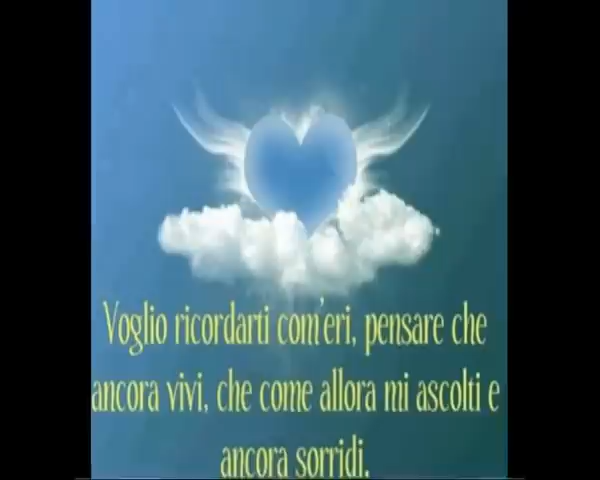 Voglio ricordarti com'eri, pensare che
ancora vivi, che come allora mi ascolti e
ancora sorridi.